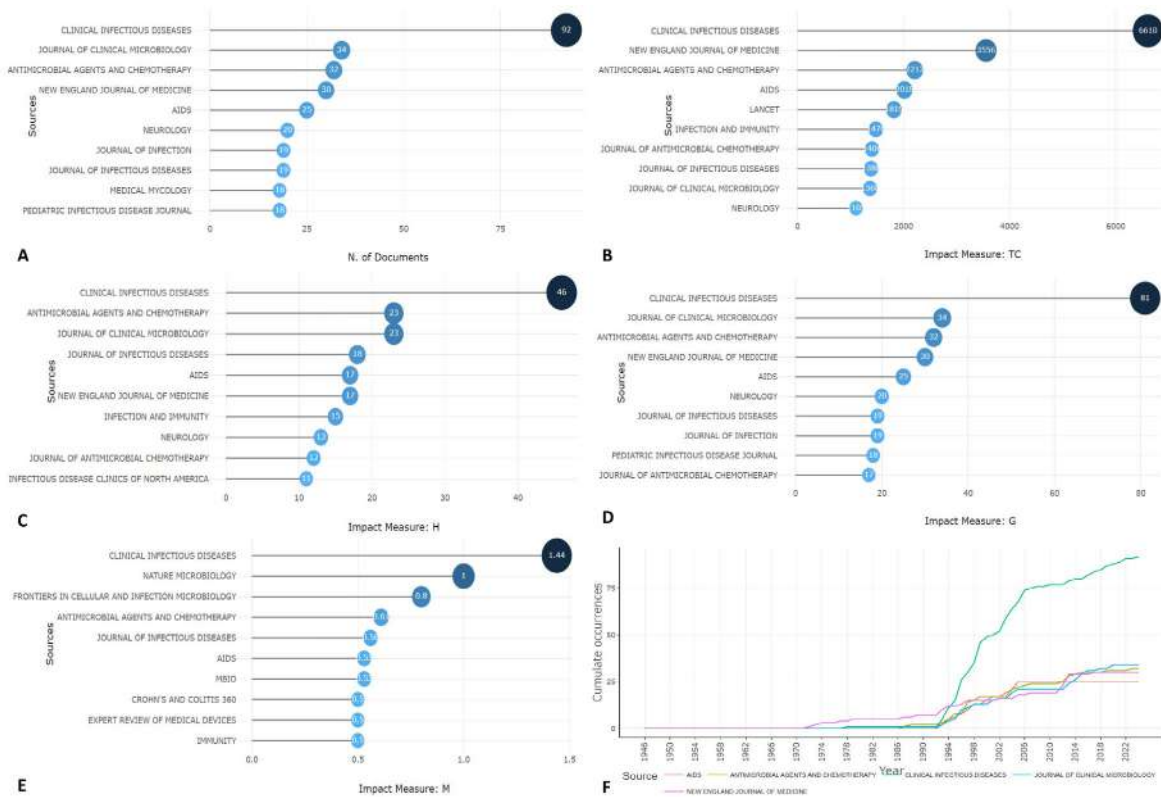 CLINICAL INFECTIOUS DISEASES 92
JOURNAL OF CLINICAL MICROBIOLOGY 34
ANTIMICROBIAL AGENTS AND CHEMOTHERAPY 32
NEW ENGLAND JOURNAL OF MEDICINE 30
AIDS 25
NEUROLOGY 20
JOURNAL OF INFECTION 19
JOURNAL OF INFECTIOUS DISEASES 19
MEDICAL MYCOLOGY 18
PEDIATRIC INFECTIOUS DISEASE JOURNAL 18
Sources
0 25 50 75
A N. of Documents
CLINICAL INFECTIOUS DISEASES 6610
NEW ENGLAND JOURNAL OF MEDICINE 3556
ANTIMICROBIAL AGENTS AND CHEMOTHERAPY
AIDS
LANCET
INFECTION AND IMMUNITY
JOURNAL OF ANTIMICROBIAL CHEMOTHERAPY
JOURNAL OF INFECTIOUS DISEASES
JOURNAL OF CLINICAL MICROBIOLOGY
NEUROLOGY
Sources
0 2000 4000 6000
B Impact Measure: TC
CLINICAL INFECTIOUS DISEASES 46
ANTIMICROBIAL AGENTS AND CHEMOTHERAPY 23
JOURNAL OF CLINICAL MICROBIOLOGY 23
JOURNAL OF INFECTIOUS DISEASES 18
AIDS 17
NEW ENGLAND JOURNAL OF MEDICINE 17
INFECTION AND IMMUNITY 15
NEUROLOGY 13
JOURNAL OF ANTIMICROBIAL CHEMOTHERAPY 12
INFECTIOUS DISEASE CLINICS OF NORTH AMERICA 11
Sources
0 10 20 30 40
C Impact Measure: H
CLINICAL INFECTIOUS DISEASES 81
JOURNAL OF CLINICAL MICROBIOLOGY 34
ANTIMICROBIAL AGENTS AND CHEMOTHERAPY 32
NEW ENGLAND JOURNAL OF MEDICINE 30
AIDS 25
NEUROLOGY 20
JOURNAL OF INFECTIOUS DISEASES 19
JOURNAL OF INFECTION 19
PEDIATRIC INFECTIOUS DISEASE JOURNAL 18
JOURNAL OF ANTIMICROBIAL CHEMOTHERAPY 17
Sources
0 20 40 60 80
D Impact Measure: G
CLINICAL INFECTIOUS DISEASES 1.44
NATURE MICROBIOLOGY 1
FRONTIERS IN CELLULAR AND INFECTION MICROBIOLOGY 0.8
ANTIMICROBIAL AGENTS AND CHEMOTHERAPY
JOURNAL OF INFECTIOUS DISEASES
AIDS
MBIO
CROHN'S AND COLITIS 360 0.5
EXPERT REVIEW OF MEDICAL DEVICES 0.5
IMMUNITY 0.5
Sources
0.0 0.5 1.0 1.5
E Impact Measure: M
Cumulate occurrences
75
50
25
0
1946 1950 1954 1958 1962 1966 1970 1974 1978 1982 1986 1990 1994 1998 2002 2006 2010 2014 2018 2022
Year
Source AIDS ANTIMICROBIAL AGENTS AND CHEMOTHERAPY CLINICAL INFECTIOUS DISEASES JOURNAL OF CLINICAL MICROBIOLOGY
NEW ENGLAND JOURNAL OF MEDICINE
F